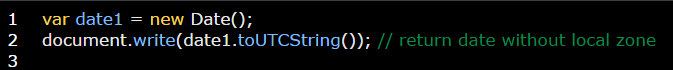 1 var date1 = new Date();
2 document.write(date1.toUTCString()); // return date without local zone
3